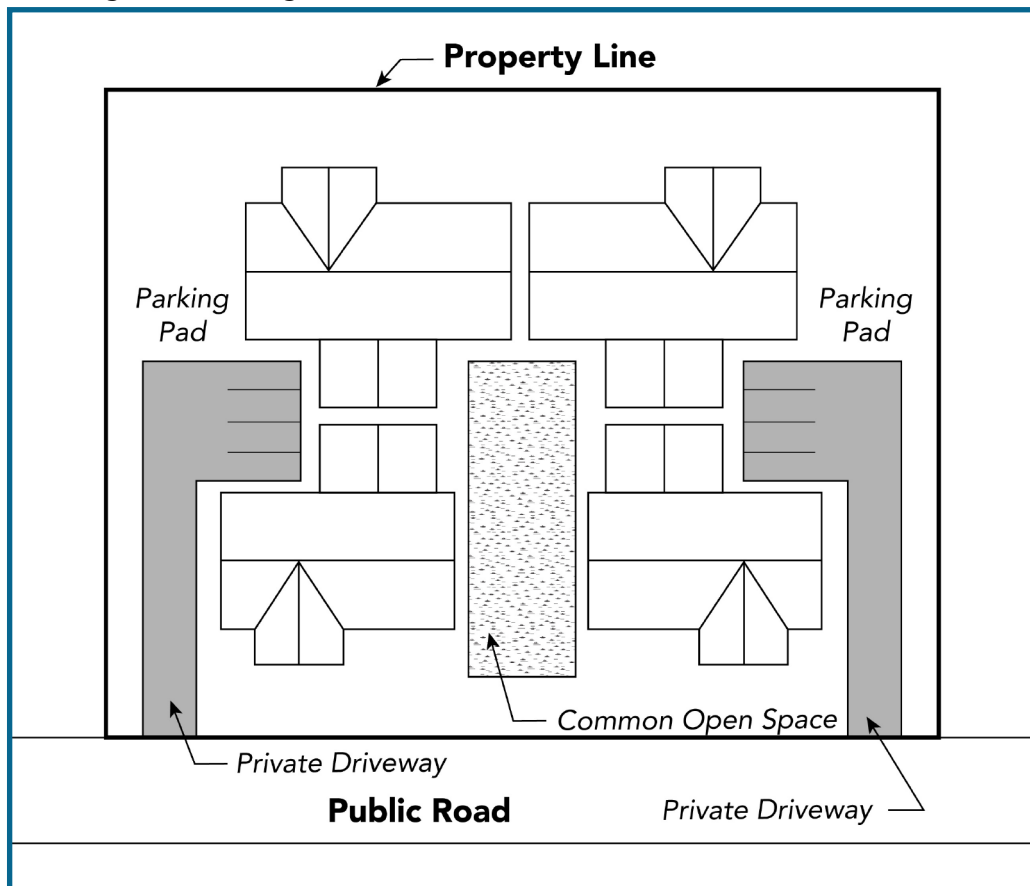 Property Line
Parking
Pad
Parking
Pad
Common Open Space
Private Driveway
Public Road
Private Driveway